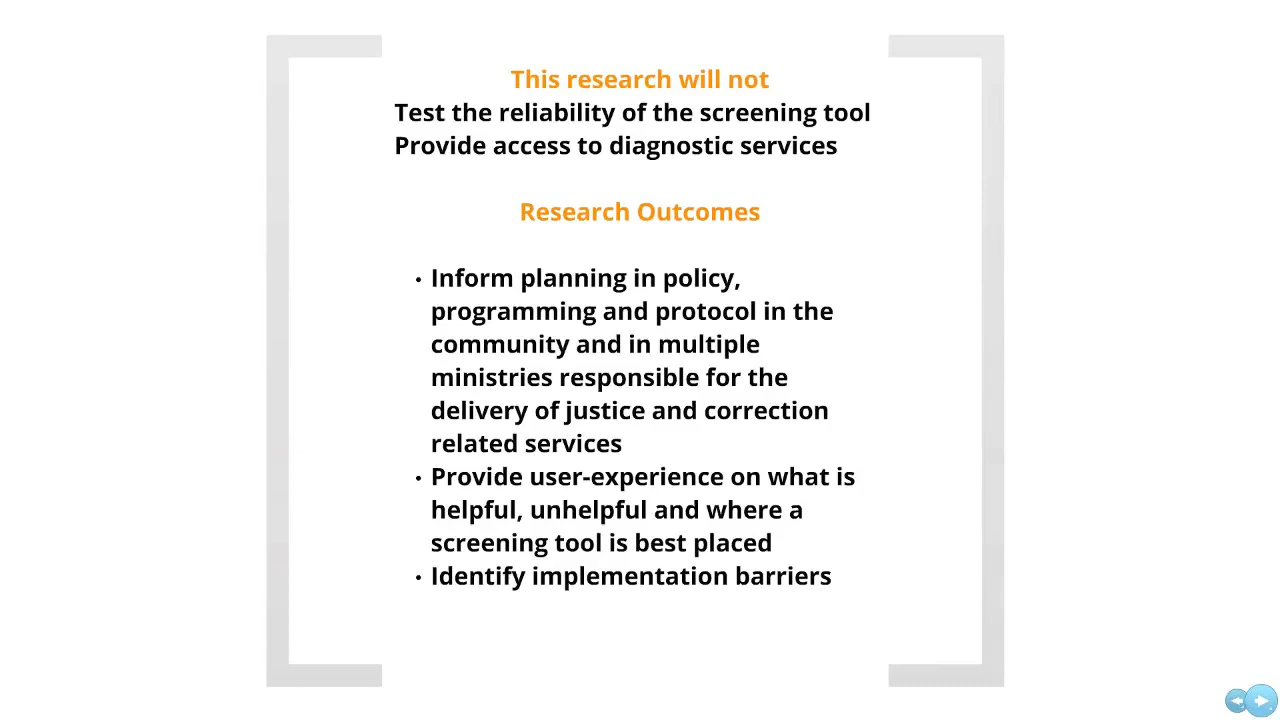 This research will not
Test the reliability of the screening tool
Provide access to diagnostic services
Research Outcomes
• Inform planning in policy,
programming and protocol in the
community and in multiple
ministries responsible for the
delivery of justice and correction
related services
• Provide user-experience on what is
helpful, unhelpful and where a
screening tool is best placed
• Identify implementation barriers